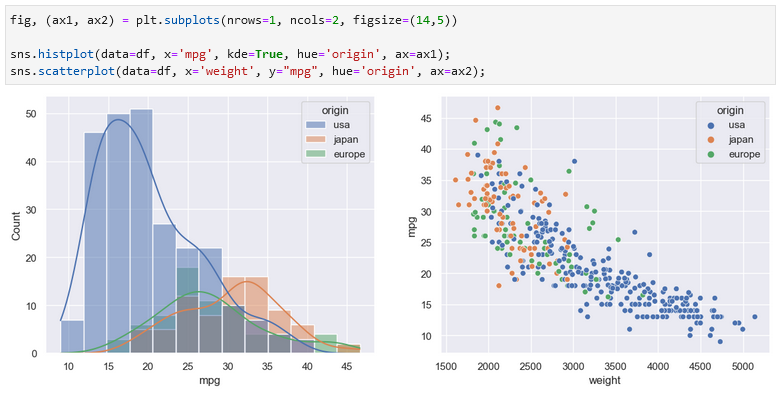 fig, (ax1, ax2) = plt.subplots(nrows=1, ncols=2, figsize=(14,5))
sns.histplot(data=df, x='mpg', kde=True, hue='origin', ax=ax1);
sns.scatterplot(data=df, x='weight', y="mpg", hue='origin', ax=ax2);
origin
usa
japan
europe
50
40
30
20
10
0
Count
10 15 20 25 30 35 40 45
mpg
origin
usa
japan
europe
45
40
35
30
25
20
15
10
mpg
1500 2000 2500 3000 3500 4000 4500 5000
weight